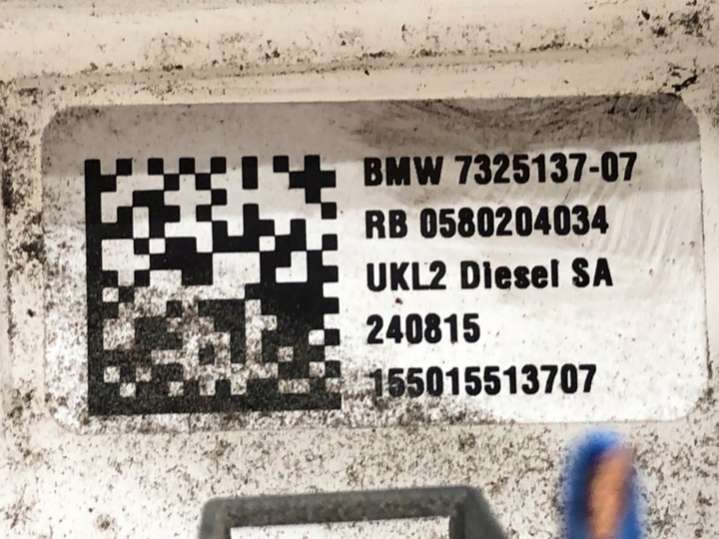 BMW 7325137-07
RB 0580204034
UKL2 Diesel SA
240815
155015513707